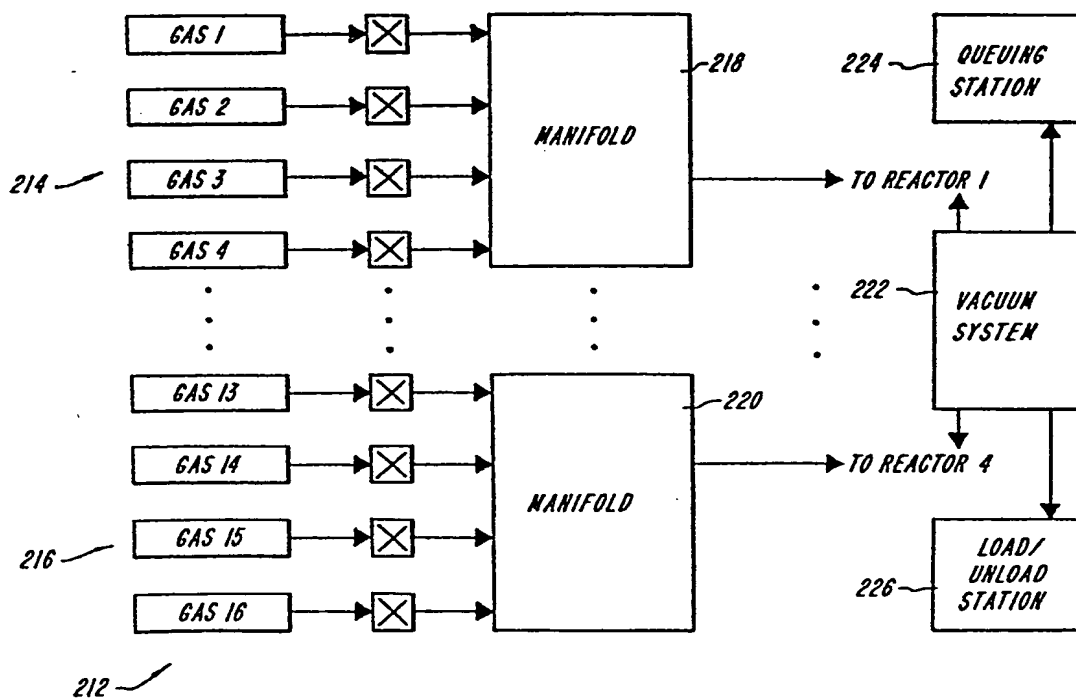 GAS 1
GAS 2
GAS 3
GAS 4
214
MANIFOLD
218
TO REACTOR 1
224
QUEUING
STATION
222
VACUUM
SYSTEM
GAS 13
GAS 14
GAS 15
GAS 16
216
212
MANIFOLD
220
TO REACTOR 4
226
LOAD/
UNLOAD
STATION